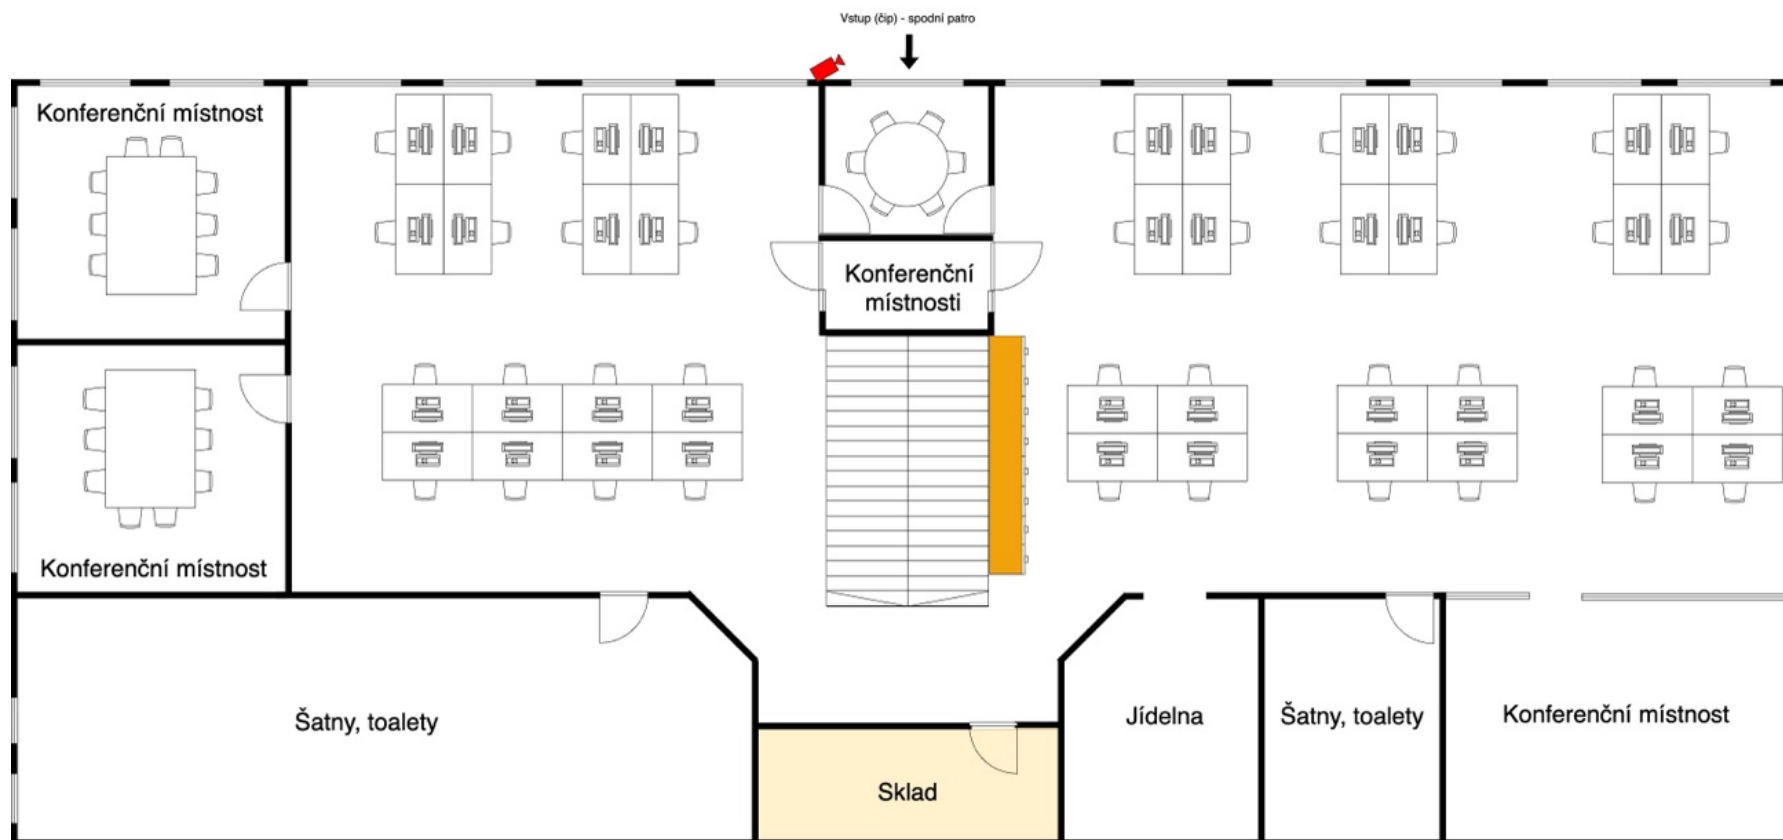 Vstup (čip) - spodní patro
Konferenční místnost
Konferenční
místnosti
Konferenční místnost
Šatny, toalety
Jídelna
Šatny, toalety
Konferenční místnost
Sklad